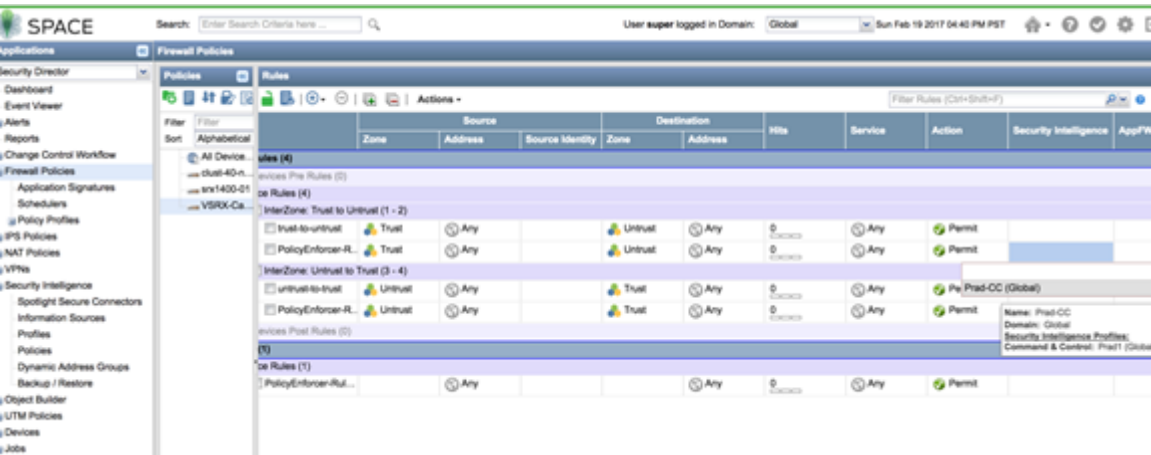 SPACE Search: Enter Search Criteria here ... User super logged in Domain: Global Sun Feb 19 2017 04:40 PM PST
Applications Firewall Policies
Security Director Policies Rules
Dashboard
Event Viewer Actions Filter Rules (Ctrl+Shift+F)
Alerts Filter Filter Source Destination
Reports Sort Alphabetical Zone Address Source Identity Zone Address Hits Service Action Security Intelligence AppFW
Change Control Workflow All Device... ules (4)
Firewall Policies clust-40-n... evices Pre Rules (0)
Application Signatures srx1400-01 ce Rules (4)
Schedulers VSRX-Ca...
Policy Profiles InterZone: Trust to Untrust (1 - 2)
IPS Policies trust-to-untrust Trust Any Untrust Any 0 Any Permit
NAT Policies PolicyEnforcer-R... Trust Any Untrust Any 0 Any Permit
VPNs InterZone: Untrust to Trust (3 - 4)
Security Intelligence untrust-to-trust Untrust Any Trust Any 0 Any Pe Prad-CC (Global)
Spotlight Secure Connectors
Information Sources PolicyEnforcer-R... Untrust Any Trust Any 0 Any Permit Name: Prad-CC
Domain: Global
Profiles evices Post Rules (0) Security Intelligence Profiles:
Policies (1) Command & Control: Prad1 (Globa
Dynamic Address Groups ce Rules (1)
Backup / Restore PolicyEnforcer-Rul... Any Any 0 Any Permit
Object Builder
UTM Policies
Devices
Jobs